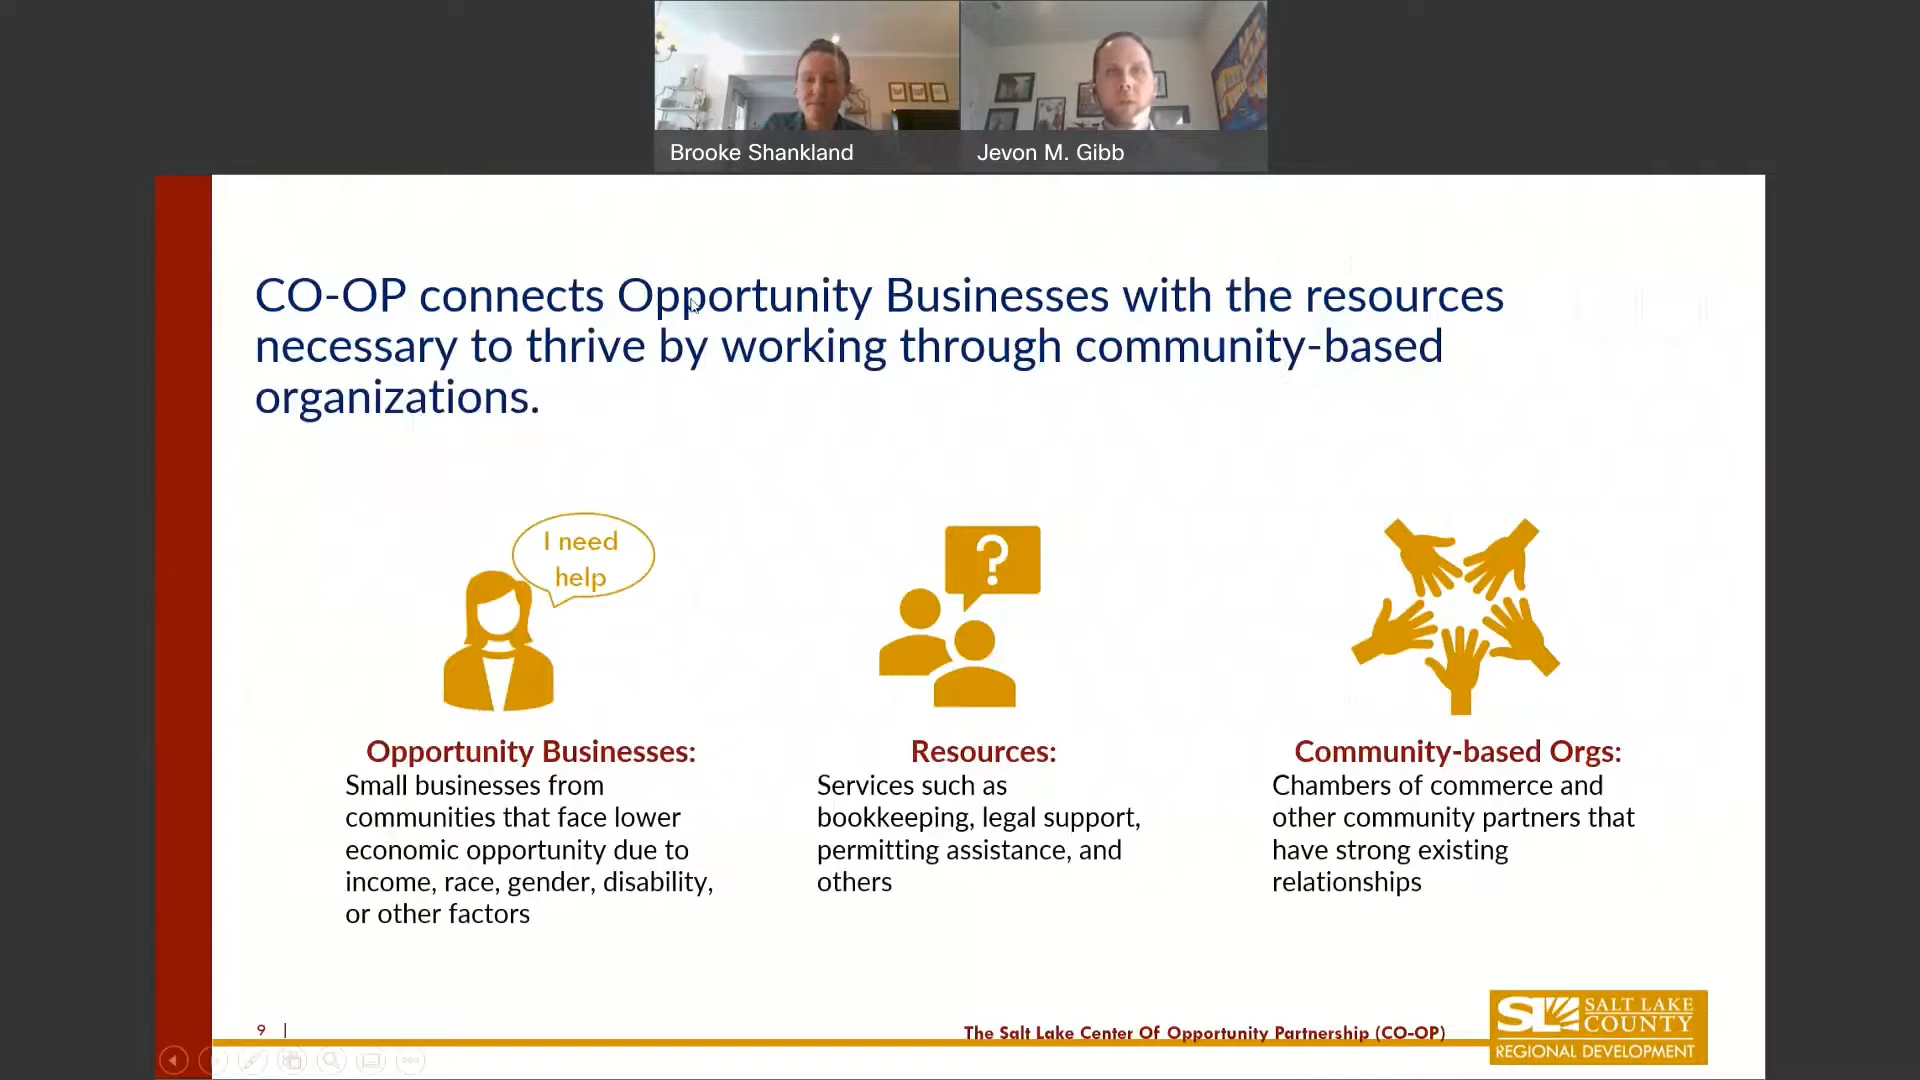 Brooke Shankland
Jevon M. Gibb
CO-OP connects Opportunity Businesses with the resources
necessary to thrive by working through community-based
organizations.
I need
help
?
Opportunity Businesses:
Small businesses from
communities that face lower
economic opportunity due to
income, race, gender, disability,
or other factors
Resources:
Services such as
bookkeeping, legal support,
permitting assistance, and
others
Community-based Orgs:
Chambers of commerce and
other community partners that
have strong existing
relationships
9 |
The Salt Lake Center Of Opportunity Partnership (CO-OP)
SL
SALT LAKE
COUNTY
REGIONAL DEVELOPMENT